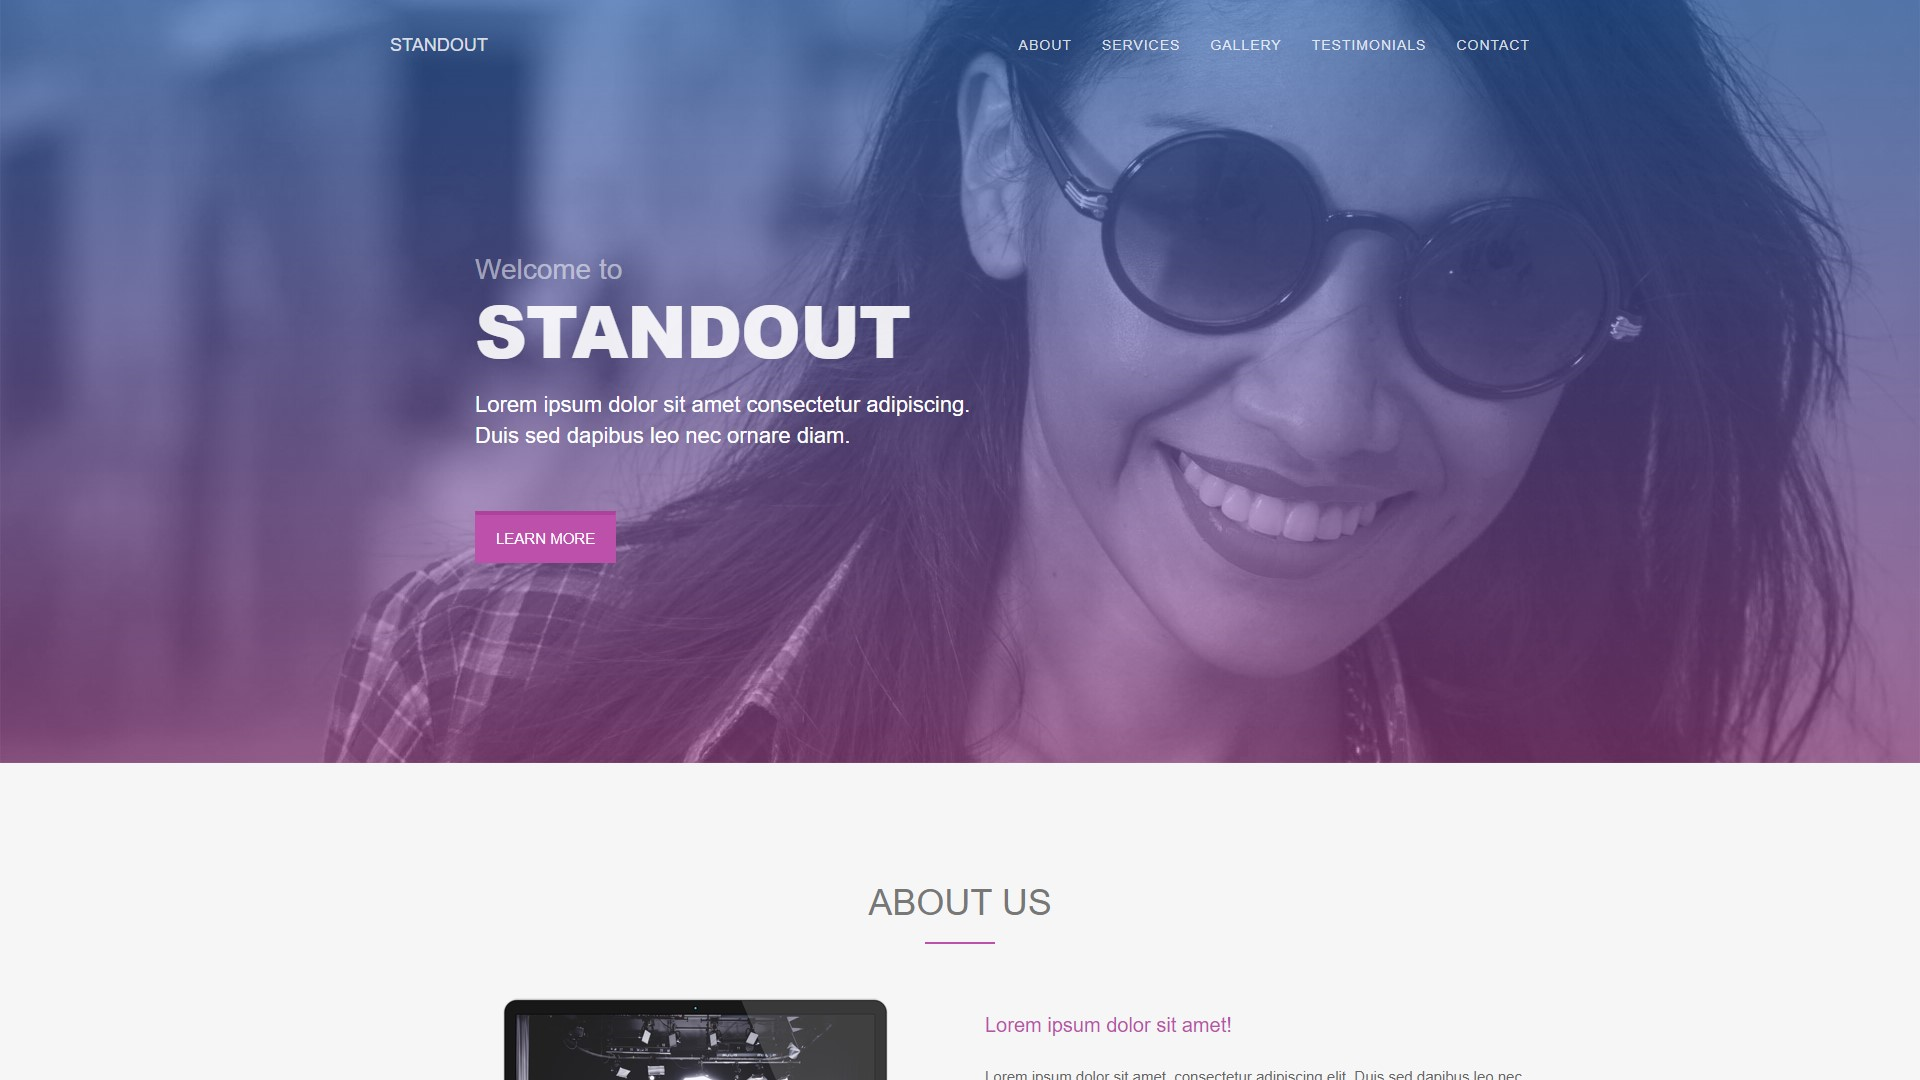 STANDOUT
ABOUT SERVICES GALLERY TESTIMONIALS CONTACT
Welcome to
STANDOUT
Lorem ipsum dolor sit amet consectetur adipiscing.
Duis sed dapibus leo nec ornare diam.
LEARN MORE
ABOUT US
Lorem ipsum dolor sit amet!
Lorem ipsum dolor sit amet, consectetur adipiscing elit. Duis sed dapibus leo nec